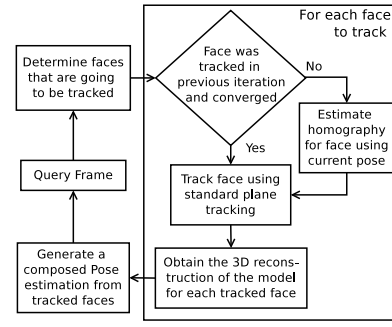 For each face
to track
Determine faces
that are going
to be tracked
Face was
tracked in
previous iteration
and converged
No
Estimate
homography
for face using
current pose
Yes
Query Frame
Track face using
standard plane
tracking
Generate a
composed Pose
estimation from
tracked faces
Obtain the 3D recons-
truction of the model
for each tracked face